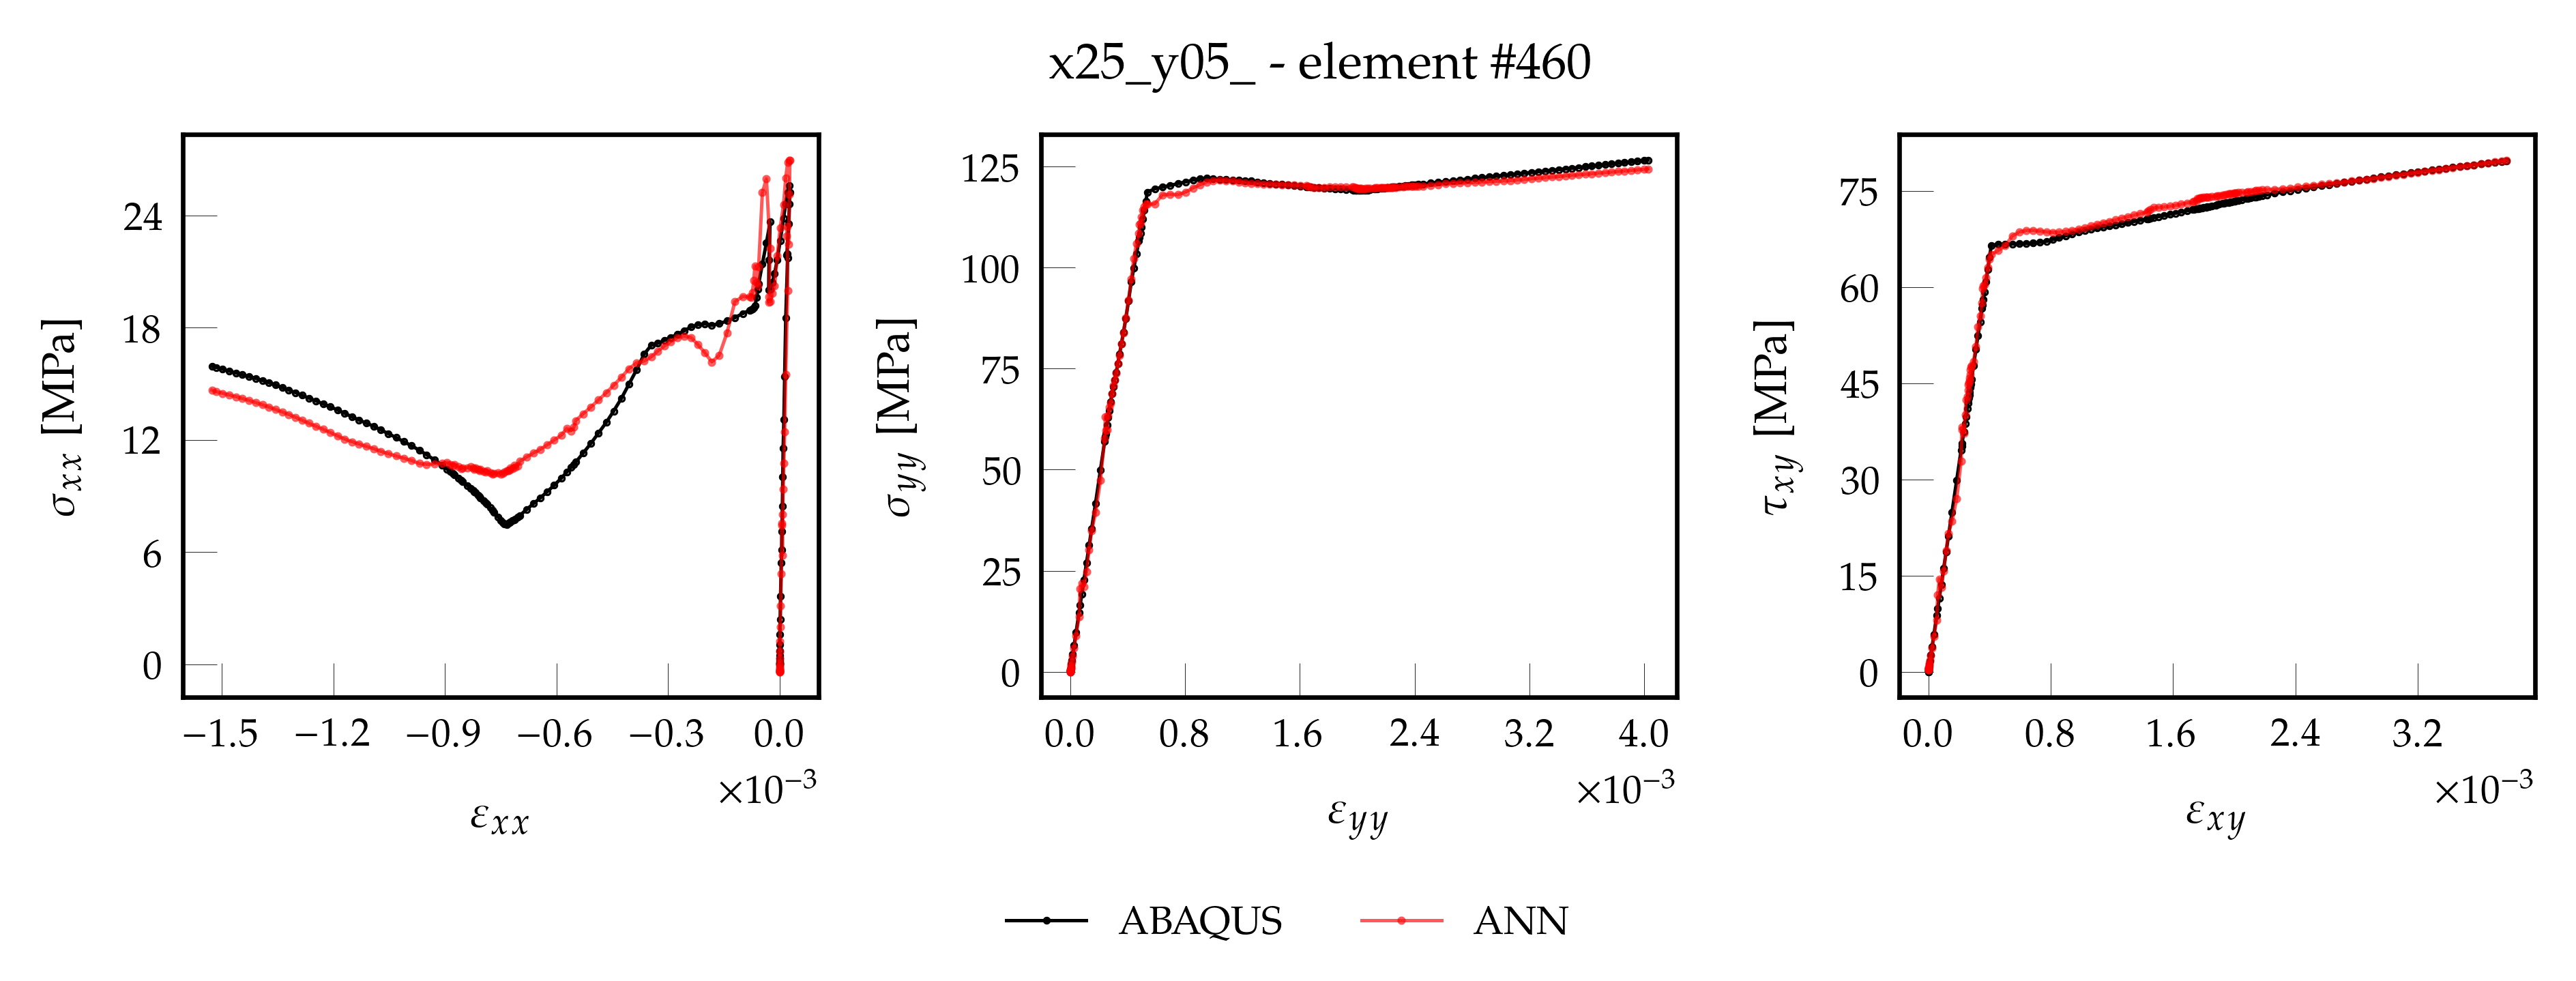 x25_y05_ - element #460
σxx [MPa]
24
18
12
6
0
−1.5 −1.2 −0.9 −0.6 −0.3 0.0
×10−3
εxx
σyy [MPa]
125
100
75
50
25
0
0.0 0.8 1.6 2.4 3.2 4.0
×10−3
εyy
τxy [MPa]
75
60
45
30
15
0
0.0 0.8 1.6 2.4 3.2
×10−3
εxy
ABAQUS ANN